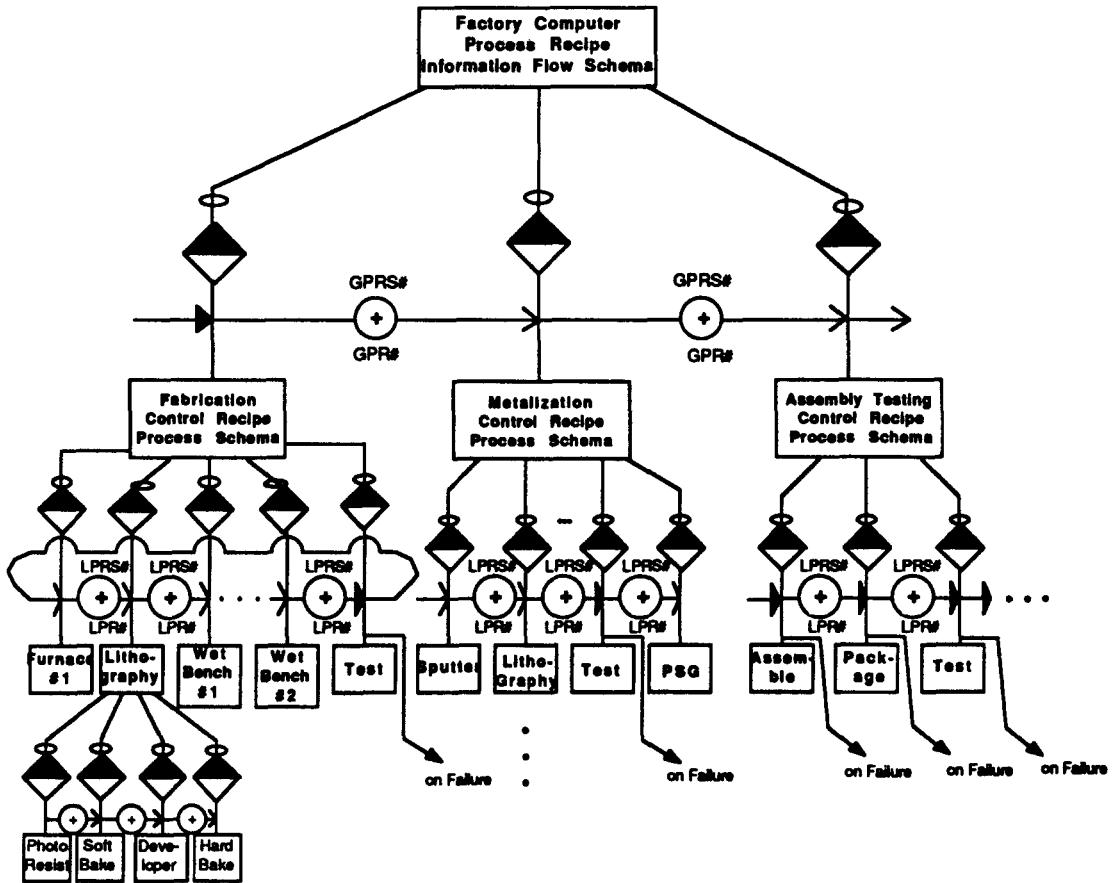 Factory Computer
Process Recipe
Information Flow Schema
GPRS#
GPR#
GPRS#
GPR#
Fabrication
Control Recipe
Process Schema
Metalization
Control Recipe
Process Schema
Assembly Testing
Control Recipe
Process Schema
LPRS#
LPRS#
LPRS#
LPRS#
LPRS#
LPRS#
LPRS#
LPRS#
LPR#
LPR#
LPR#
LPR#
LPR#
LPR#
LPR#
LPR#
Furnace
#1
Litho-
graphy
Wet
Bench
#1
Wet
Bench
#2
Test
Sputter
Litho-
Graphy
Test
PSG
Assem-
ble
Pack-
age
Test
on Failure
on Failure
on Failure
on Failure
on Failure
Photo
Resist
Soft
Bake
Deve-
loper
Hard
Bake